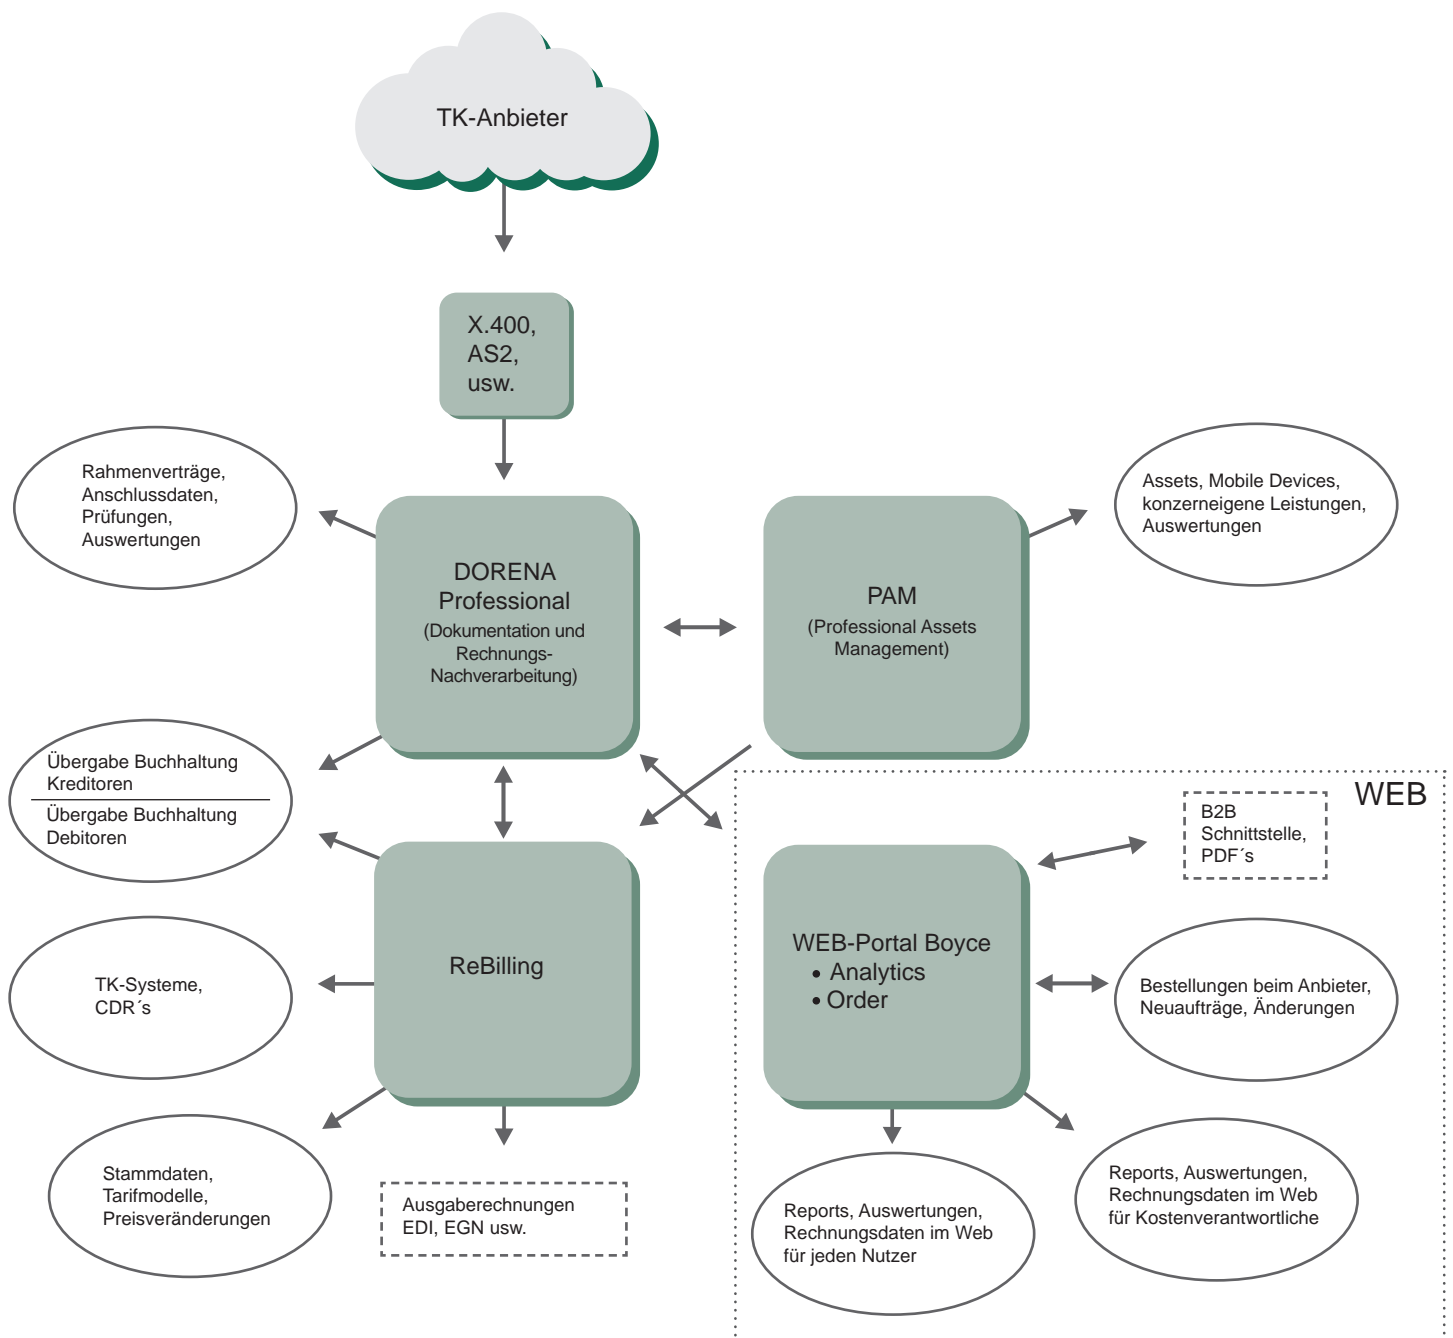 TK-Anbieter
X.400,
AS2,
usw.
Rahmenverträge,
Anschlussdaten,
Prüfungen,
Auswertungen
DORENA
Professional
(Dokumentation und
Rechnungs-
Nachverarbeitung)
PAM
(Professional Assets
Management)
Assets, Mobile Devices,
konzerneigene Leistungen,
Auswertungen
Übergabe Buchhaltung
Kreditoren
Übergabe Buchhaltung
Debitoren
WEB
B2B
Schnittstelle,
PDF´s
ReBilling
WEB-Portal Boyce
• Analytics
• Order
TK-Systeme,
CDR´s
Bestellungen beim Anbieter,
Neuaufträge, Änderungen
Stammdaten,
Tarifmodelle,
Preisveränderungen
Ausgaberechnungen
EDI, EGN usw.
Reports, Auswertungen,
Rechnungsdaten im Web
für jeden Nutzer
Reports, Auswertungen,
Rechnungsdaten im Web
für Kostenverantwortliche